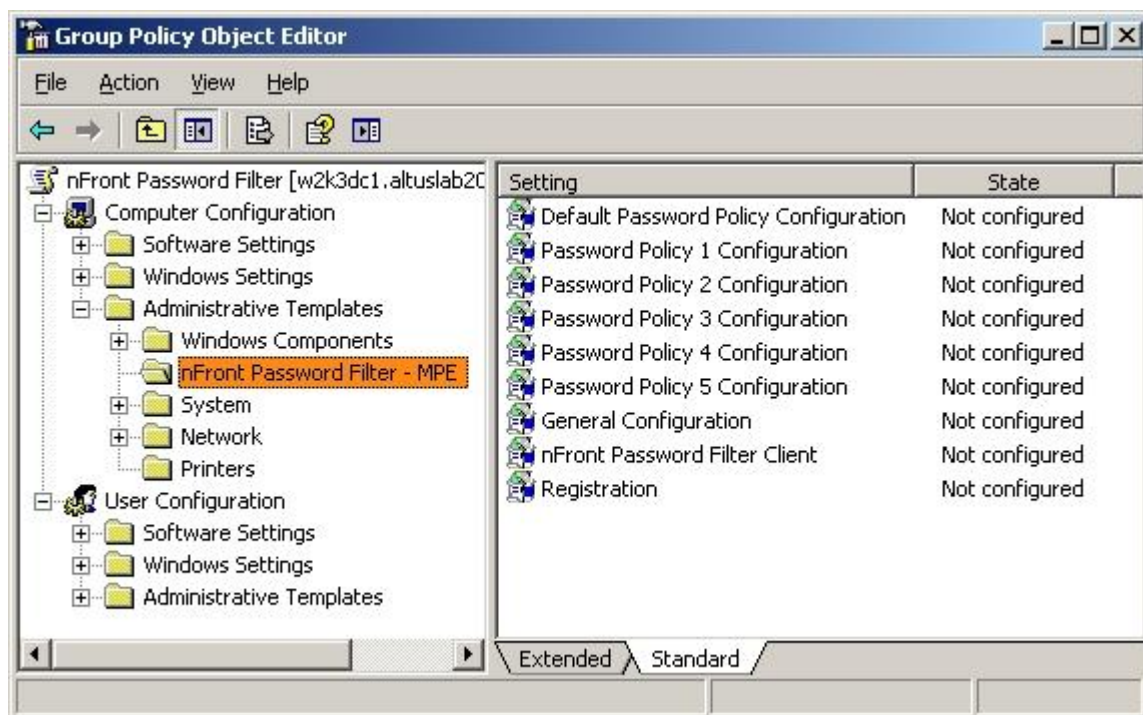 Group Policy Object Editor
File Action View Help
nFront Password Filter [w2k3dc1.altuslab20
Computer Configuration
Software Settings
Windows Settings
Administrative Templates
Windows Components
nFront Password Filter - MPE
System
Network
Printers
User Configuration
Software Settings
Windows Settings
Administrative Templates
Setting State
Default Password Policy Configuration Not configured
Password Policy 1 Configuration Not configured
Password Policy 2 Configuration Not configured
Password Policy 3 Configuration Not configured
Password Policy 4 Configuration Not configured
Password Policy 5 Configuration Not configured
General Configuration Not configured
nFront Password Filter Client Not configured
Registration Not configured
Extended Standard